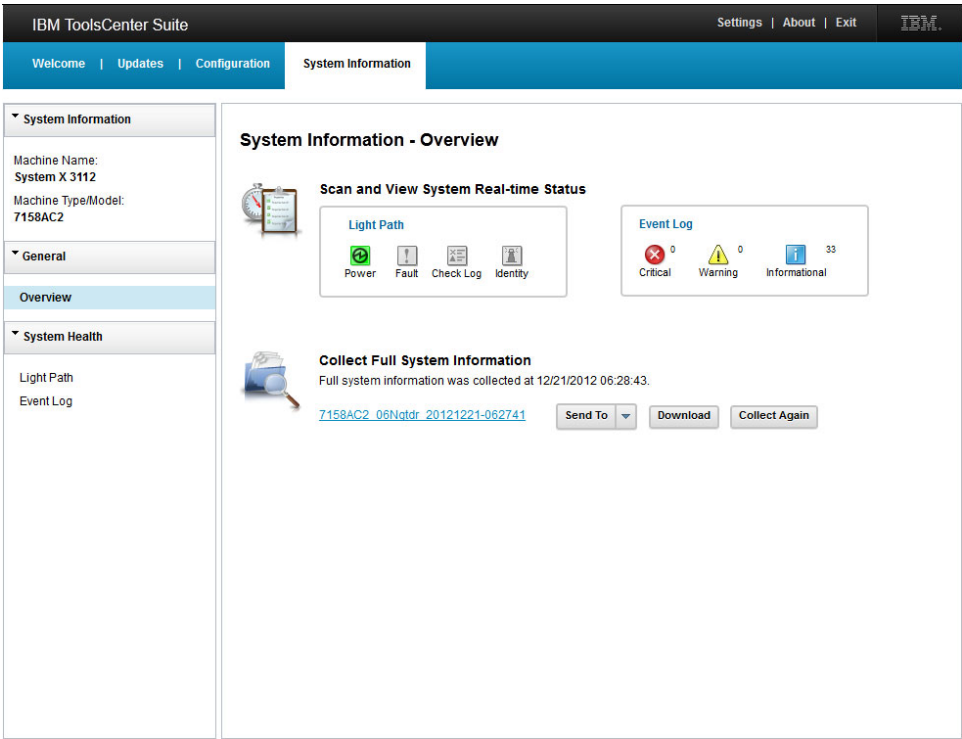 IBM ToolsCenter Suite
Settings | About | Exit
IBM.
Welcome | Updates | Configuration
System Information
System Information
Machine Name:
System X 3112
Machine Type/Model:
7158AC2
General
Overview
System Health
Light Path
Event Log
System Information - Overview
Scan and View System Real-time Status
Light Path
Power Fault Check Log Identity
Event Log
0 0 33
Critical Warning Informational
Collect Full System Information
Full system information was collected at 12/21/2012 06:28:43.
7158AC2_06Nqtdr_20121221-062741
Send To Download Collect Again